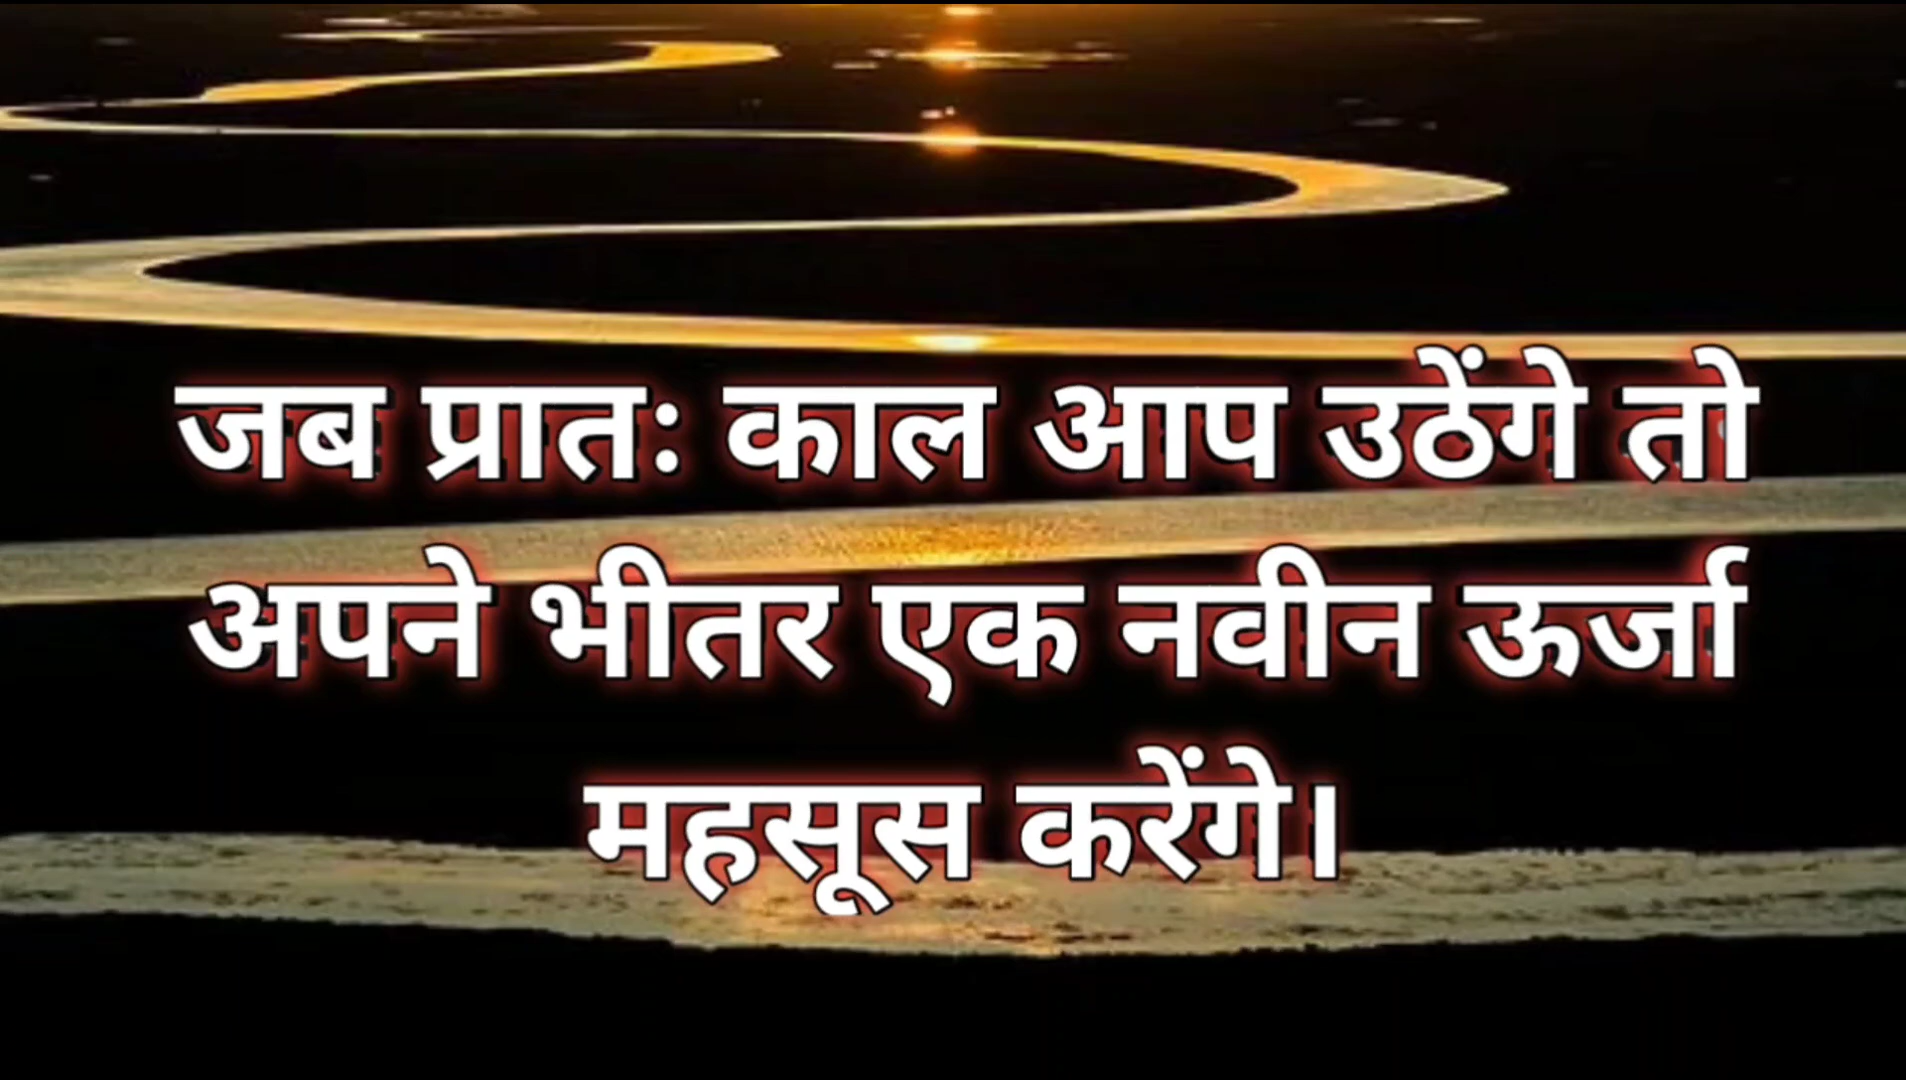 जब प्रात: काल आप उठेंगे तो
अपने भीतर एक नवीन ऊर्जा
महसूस करेंगे।